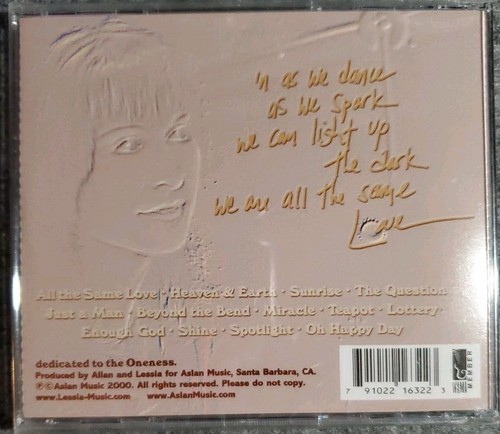 'n as we dance
as we spark
we can light up
the dark
we are all the same
Love
All the Same Love • Heaven & Earth • Sunrise • The Question
Just a Man • Beyond the Bend • Miracle • Teapot • Lottery
Enough God • Shine • Spotlight • Oh Happy Day
dedicated to the Oneness.
Produced by Allan and Lessia for Aslan Music, Santa Barbara, CA.
℗© Aslan Music 2000. All rights reserved. Please do not copy.
www.Lessia-Music.com www.AslanMusic.com
7 91022 16322 3
MEMBER